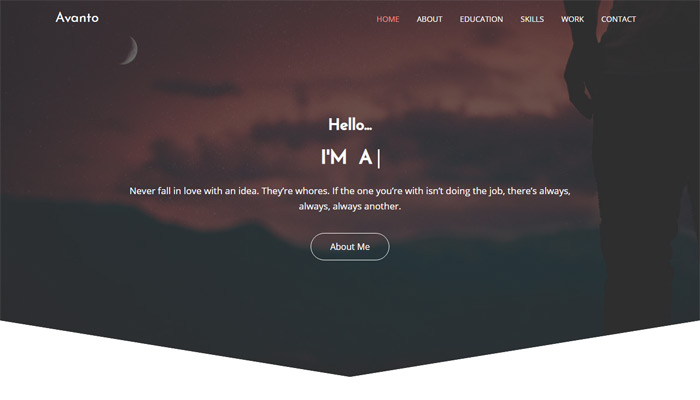 Avanto
HOME ABOUT EDUCATION SKILLS WORK CONTACT
Hello...
I'M A |
Never fall in love with an idea. They're whores. If the one you're with isn't doing the job, there's always,
always, always another.
About Me